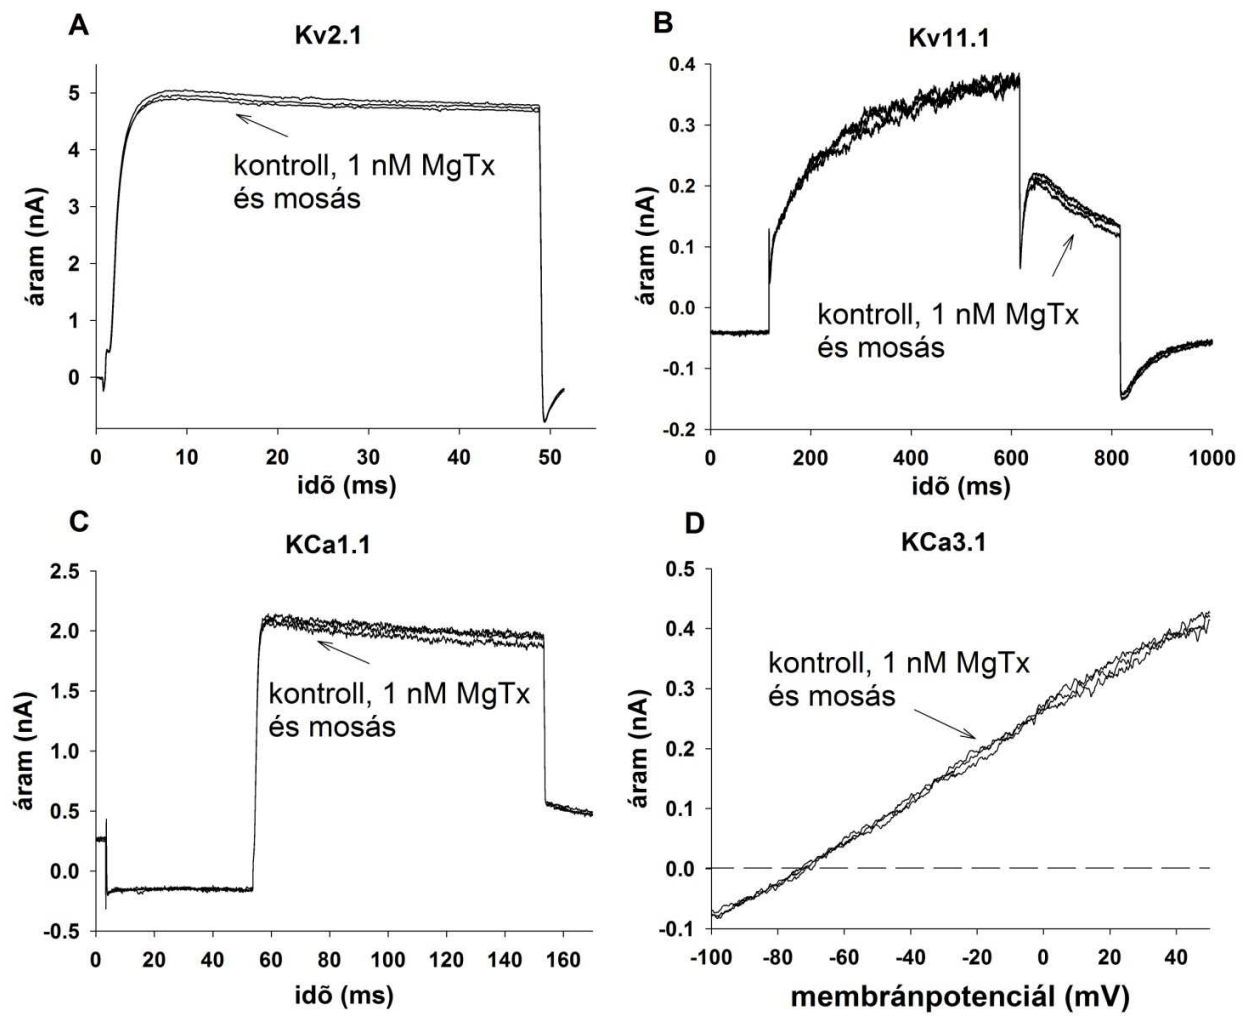 A
Kv2.1
áram (nA)
5
4
3
2
1
0
kontroll, 1 nM MgTx
és mosás
0 10 20 30 40 50
idõ (ms)
B
Kv11.1
áram (nA)
0.4
0.3
0.2
0.1
0.0
-0.1
-0.2
kontroll, 1 nM MgTx
és mosás
0 200 400 600 800 1000
idõ (ms)
C
KCa1.1
áram (nA)
2.5
2.0
1.5
1.0
0.5
0.0
-0.5
kontroll, 1 nM MgTx
és mosás
0 20 40 60 80 100 120 140 160
idõ (ms)
D
KCa3.1
áram (nA)
0.5
0.4
0.3
0.2
0.1
0.0
-0.1
kontroll, 1 nM MgTx
és mosás
-100 -80 -60 -40 -20 0 20 40
membránpotenciál (mV)